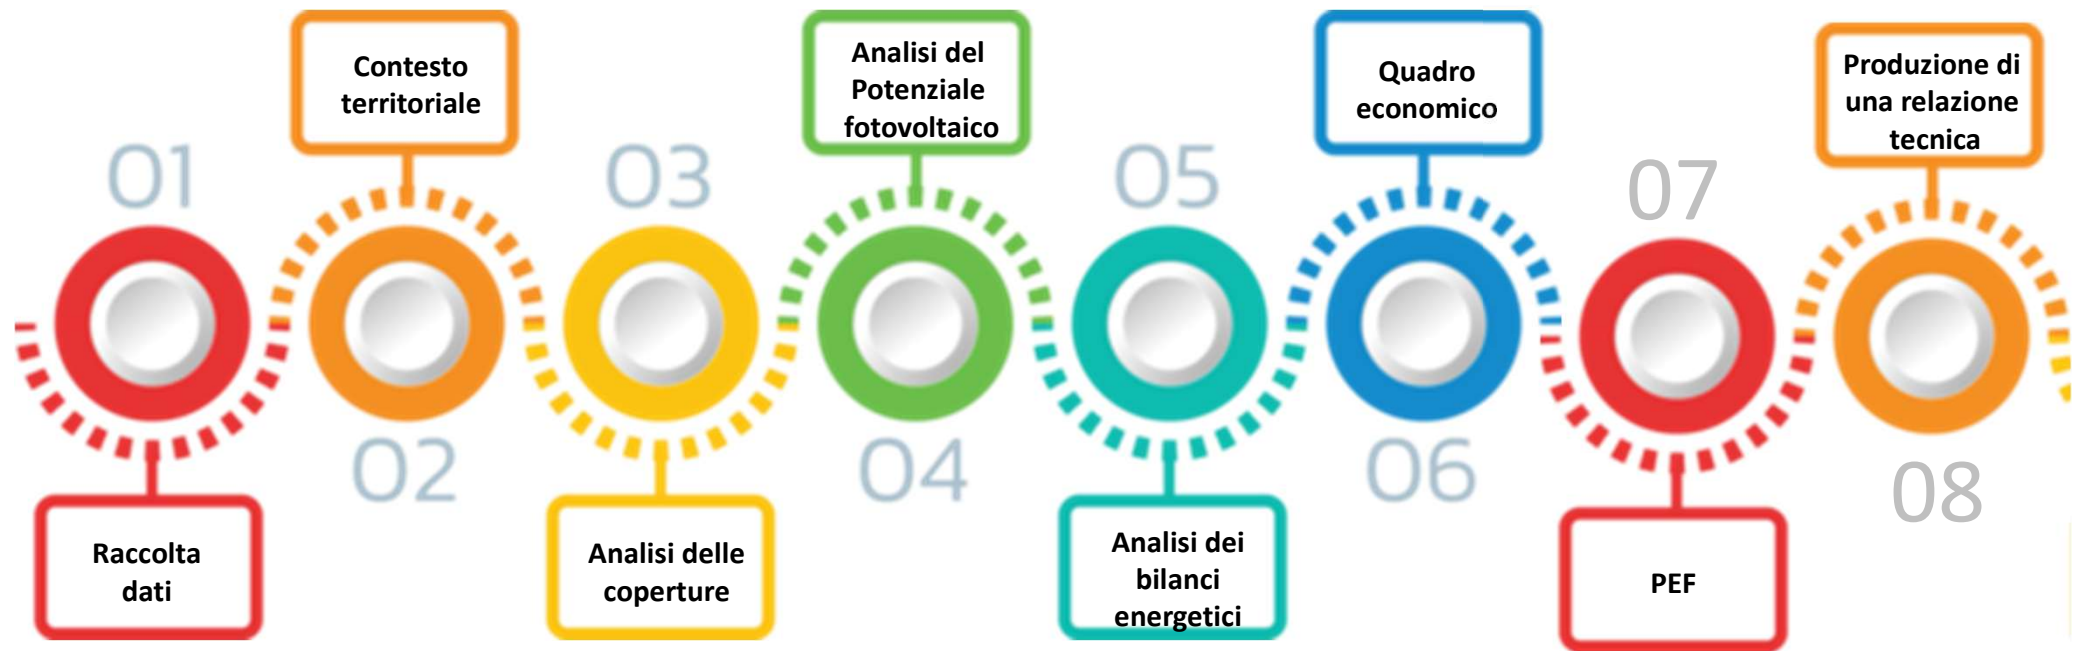 01
Raccolta
dati
Contesto
territoriale
02
03
Analisi delle
coperture
Analisi del
Potenziale
fotovoltaico
04
05
Analisi dei
bilanci
energetici
Quadro
economico
06
07
PEF
Produzione di
una relazione
tecnica
08